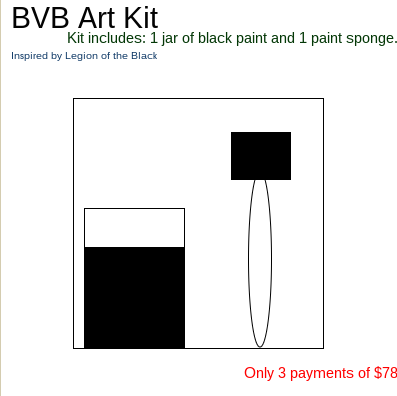 BVB Art Kit
Kit includes: 1 jar of black paint and 1 paint sponge.
Inspired by Legion of the Black
Only 3 payments of $78